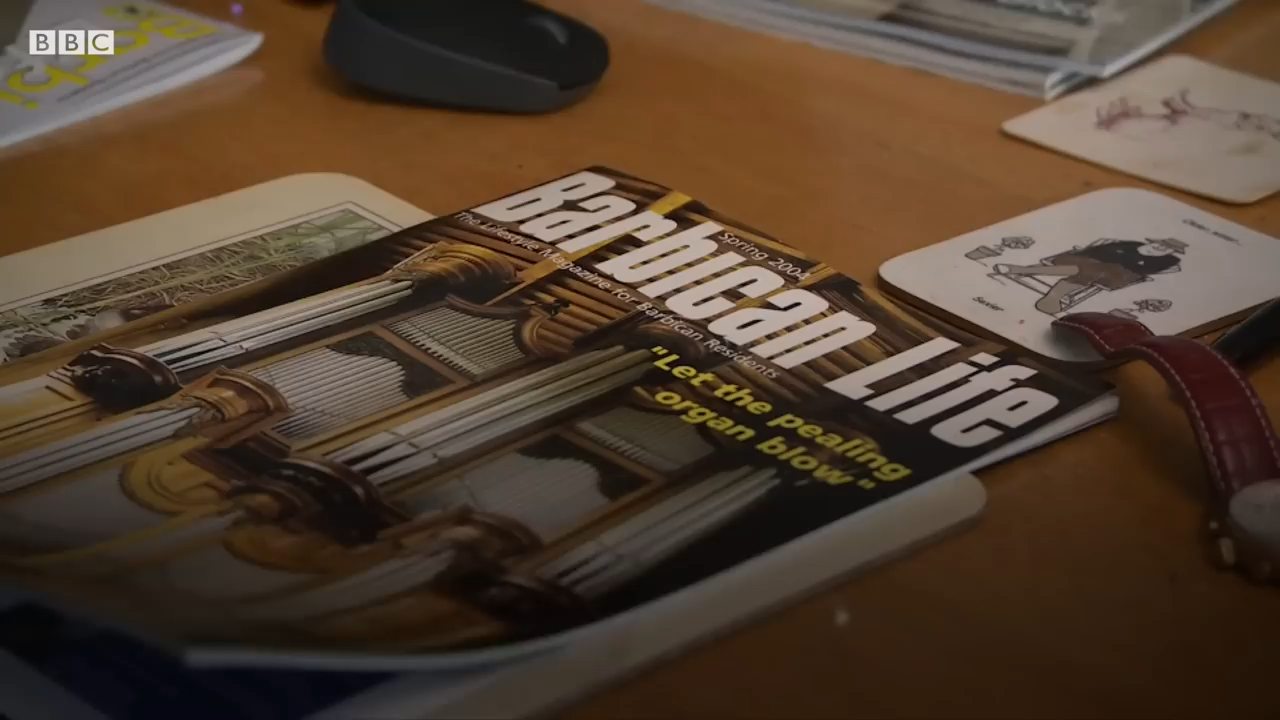 BBC
Barbican Life
Spring 2004
The Lifestyle Magazine for Barbican Residents
"Let the pealing
organ blow"